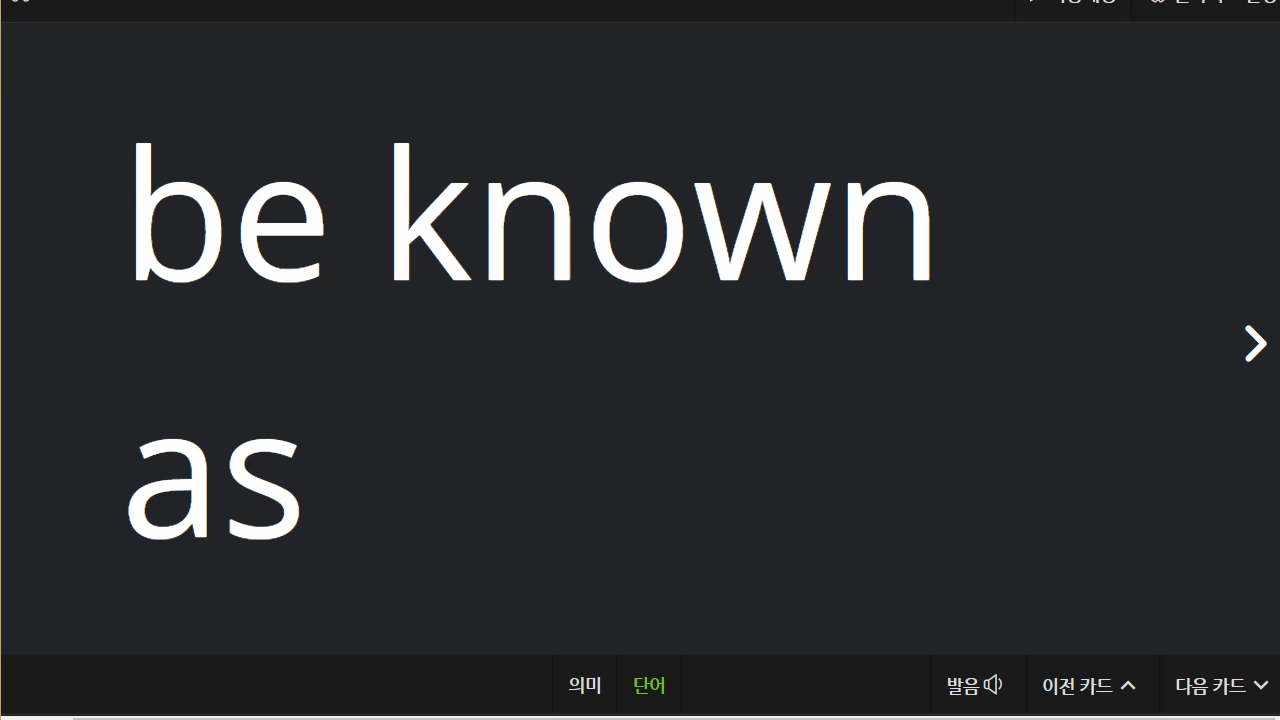 be known
as
의미 단어 발음 이전 카드 다음 카드